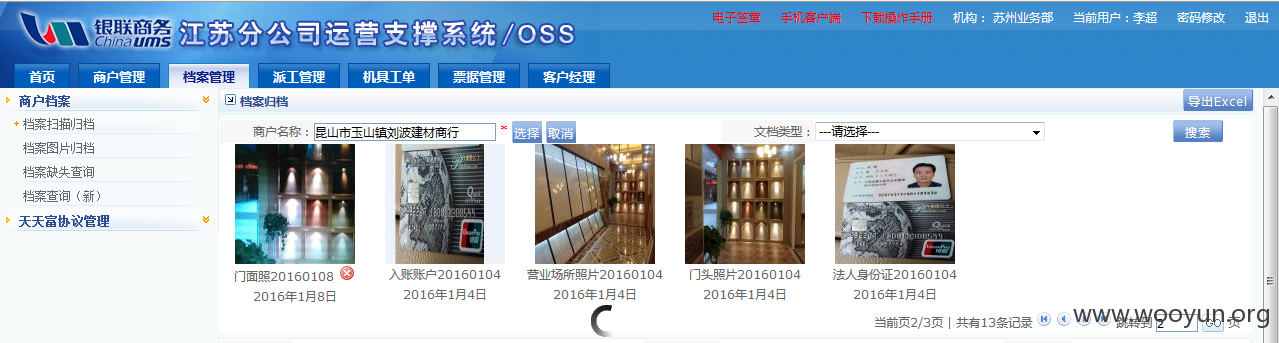 银联商务 China ums 江苏分公司运营支撑系统/OSS
电子签章 手机客户端 下载操作手册 机构： 苏州业务部 当前用户：李超 密码修改 退出
首页 商户管理 档案管理 派工管理 机具工单 票据管理 客户经理
商户档案
档案扫描归档
档案图片归档
档案缺失查询
档案查询（新）
天天富协议管理
档案归档 导出Excel
商户名称： 昆山市玉山镇刘波建材商行 * 选择 取消 文档类型： ---请选择--- 搜索
门面照20160108 入账账户20160104 营业场所照片20160104 门头照片20160104 法人身份证20160104
2016年1月8日 2016年1月4日 2016年1月4日 2016年1月4日 2016年1月4日
当前页2/3页 | 共有13条记录 跳转到 2 GO 页
www.wooyun.org